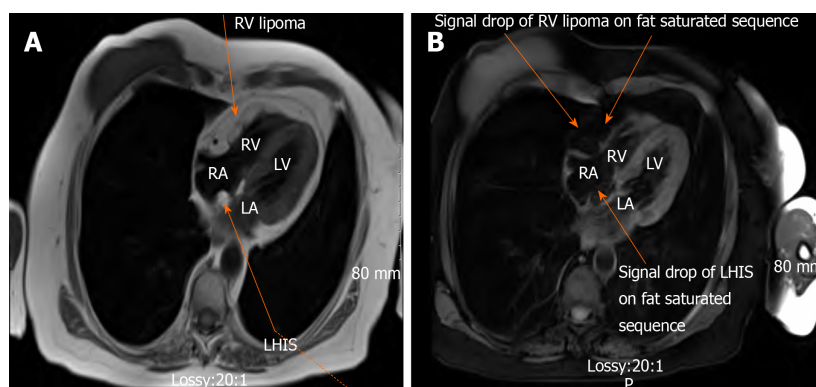 A
RV lipoma
RV
LV
RA
LA
80 mm
LHIS
Lossy:20:1
B
Signal drop of RV lipoma on fat saturated sequence
RV
LV
RA
LA
Signal drop of LHIS
on fat saturated
sequence
80 mm
Lossy:20:1
P